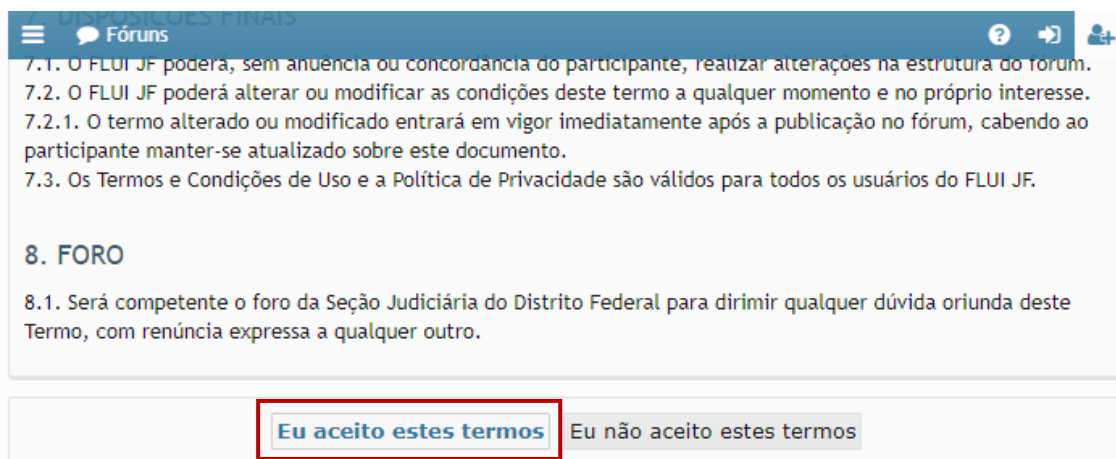 7. DISPOSIÇÕES FINAIS
Fóruns
7.1. O FLUI JF poderá, sem anuência ou concordância do participante, realizar alterações na estrutura do fórum.
7.2. O FLUI JF poderá alterar ou modificar as condições deste termo a qualquer momento e no próprio interesse.
7.2.1. O termo alterado ou modificado entrará em vigor imediatamente após a publicação no fórum, cabendo ao
participante manter-se atualizado sobre este documento.
7.3. Os Termos e Condições de Uso e a Política de Privacidade são válidos para todos os usuários do FLUI JF.
8. FORO
8.1. Será competente o foro da Seção Judiciária do Distrito Federal para dirimir qualquer dúvida oriunda deste
Termo, com renúncia expressa a qualquer outro.
Eu aceito estes termos Eu não aceito estes termos